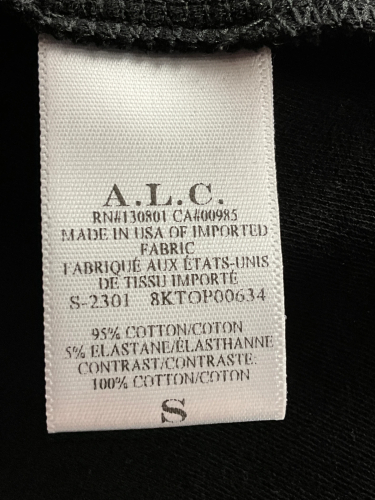 A.L.C.
RN#130801 CA#00985
MADE IN USA OF IMPORTED
FABRIC
FABRIQUÉ AUX ÉTATS-UNIS
DE TISSU IMPORTÉ
S-2301 8KTOP00634
95% COTTON/COTON
5% ELASTANE/ÉLASTHANNE
CONTRAST/CONTRASTE:
100% COTTON/COTON
S